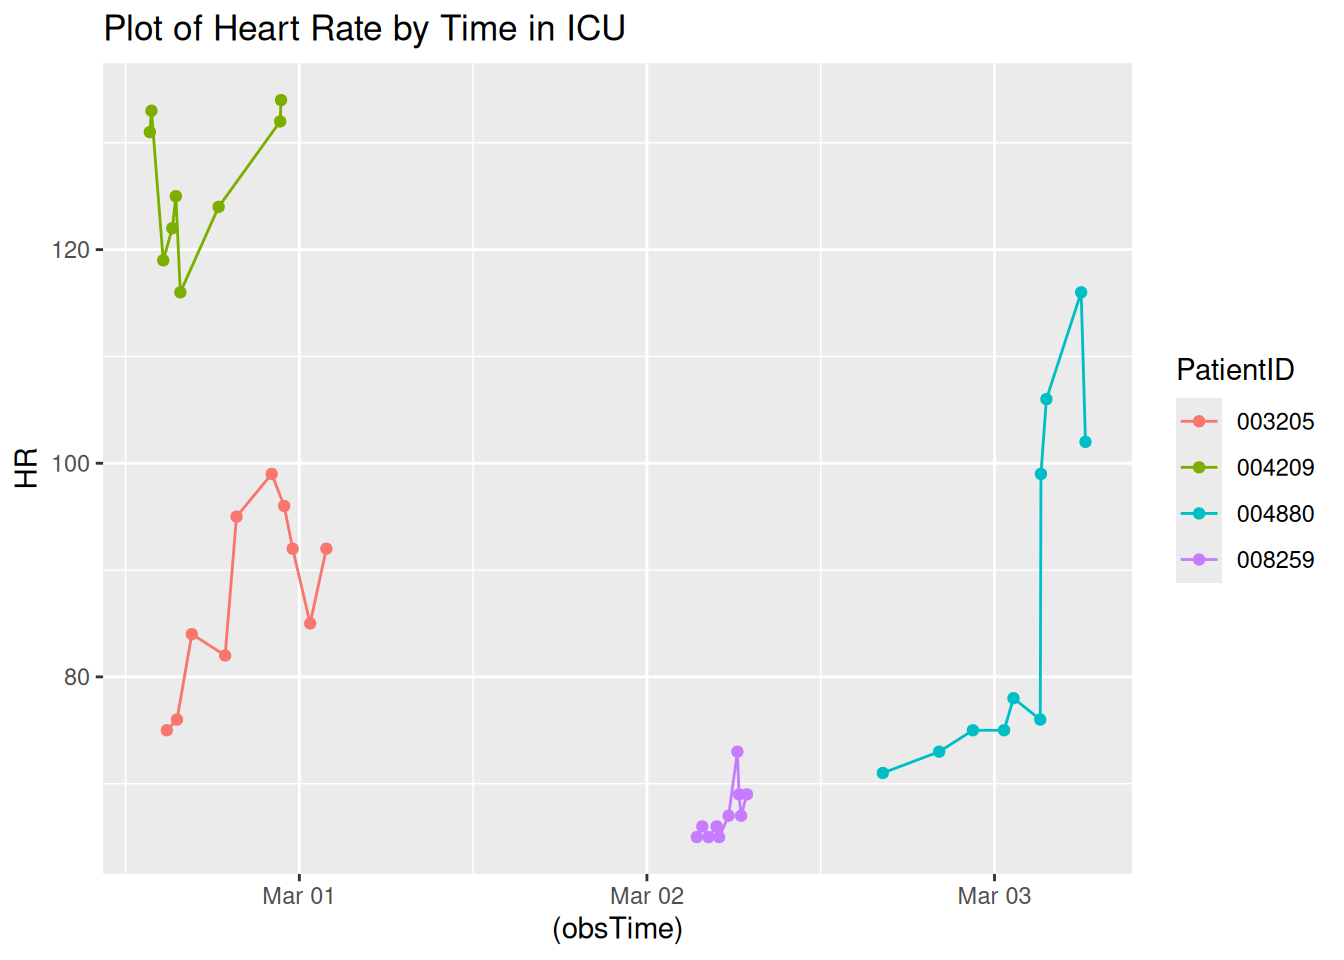 Plot of Heart Rate by Time in ICU
HR
120
100
80
Mar 01
Mar 02
Mar 03
(obsTime)
PatientID
003205
004209
004880
008259